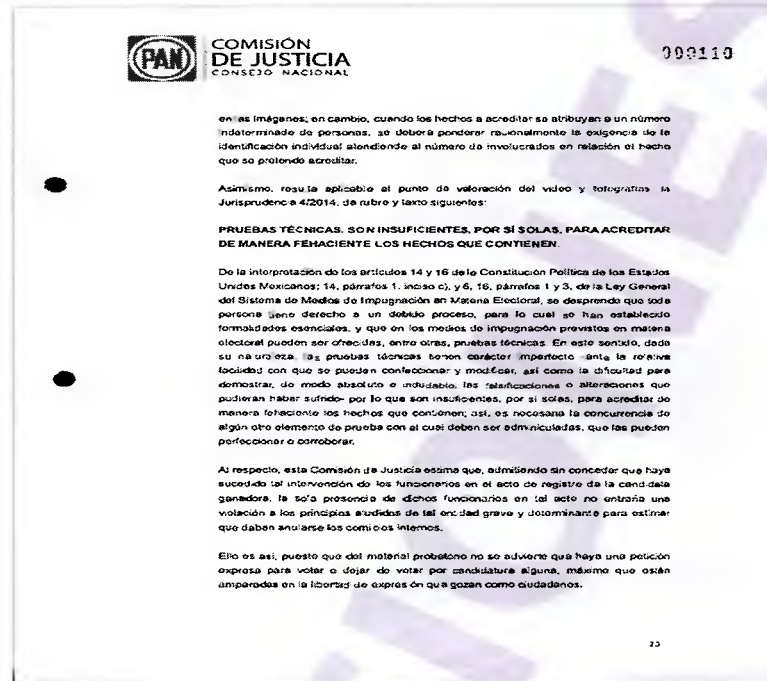 PAN
COMISIÓN
DE JUSTICIA
CONSEJO NACIONAL
000110
en las imágenes; en cambio, cuando los hechos a acreditar se atribuyan a un número
indeterminado de personas, se deberá ponderar racionalmente la exigencia de la
identificación individual atendiendo al número de involucrados en relación al hecho
que se pretende acreditar.
Asimismo, resulta aplicable al punto de valoración del video y fotografías la
Jurisprudencia 4/2014, de rubro y texto siguientes:
PRUEBAS TÉCNICAS. SON INSUFICIENTES, POR SÍ SOLAS, PARA ACREDITAR
DE MANERA FEHACIENTE LOS HECHOS QUE CONTIENEN.
De la interpretación de los artículos 14 y 16 de la Constitución Política de los Estados
Unidos Mexicanos; 14, párrafos 1, inciso c), y 6, 16, párrafos 1 y 3, de la Ley General
del Sistema de Medios de Impugnación en Materia Electoral, se desprende que toda
persona tiene derecho a un debido proceso, para lo cual se han establecido
formalidades esenciales, y que en los medios de impugnación previstos en materia
electoral pueden ser ofrecidas, entre otras, pruebas técnicas. En este sentido, dada
su naturaleza, las pruebas técnicas tienen carácter imperfecto -ante la relativa
facilidad con que se pueden confeccionar y modificar, así como la dificultad para
demostrar, de modo absoluto e indudable, las falsificaciones o alteraciones que
pudieran haber sufrido- por lo que son insuficientes, por sí solas, para acreditar de
manera fehaciente los hechos que contienen; así, es necesaria la concurrencia de
algún otro elemento de prueba con el cual deben ser adminiculadas, que las puedan
perfeccionar o corroborar.
Al respecto, esta Comisión de Justicia estima que, admitiendo sin conceder que haya
sucedido tal intervención de los funcionarios en el acto de registro de la candidata
ganadora, la sola presencia de dichos funcionarios en tal acto no entraña una
violación a los principios aludidos de tal entidad grave y determinante para estimar
que deban anularse los comicios internos.
Ello es así, puesto que del material probatorio no se advierte que haya una petición
expresa para votar o dejar de votar por candidatura alguna, máxime que están
amparadas en la libertad de expresión que gozan como ciudadanos.
23